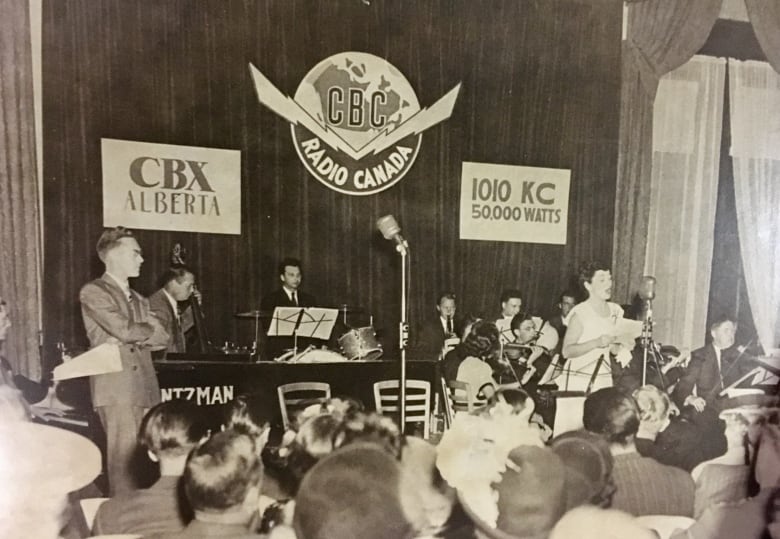 CBC
RADIO CANADA
CBX
ALBERTA
1010 KC
50,000 WATTS
NTZMAN